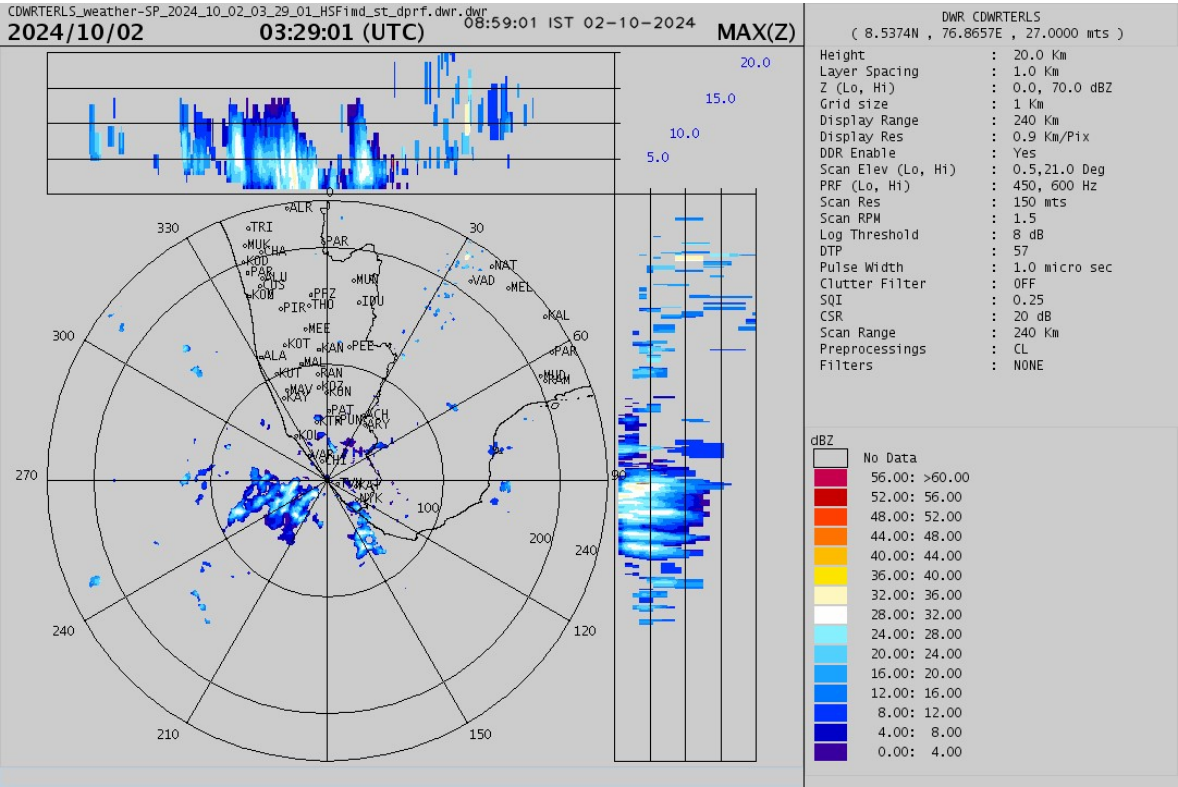 CDWRTERLS_weather-SP_2024_10_02_03_29_01_HSFimd_st_dprf.dwr.dwr
2024/10/02 03:29:01 (UTC) 08:59:01 IST 02-10-2024 MAX(Z)
20.0
15.0
10.0
5.0
0
330
30
300
60
270
90
240
120
210
150
100
200
240
ALR
TRI
PAR
MUK
CHA
KOD
PAR
ALU
COS
KOM
PIR
PFZ
THO
MUN
IDU
NAT
VAD
MEL
KAL
PAR
MUD
RAM
MEE
KOT
KAN
PEE
ALA
MAL
KUT
RAN
MAV
KOZ
KON
KAY
PAT
ACH
KTR
PUN
ARY
KOL
VAR
CHI
KAT
NYK
DWR CDWRTERLS
( 8.5374N , 76.8657E , 27.0000 mts )
Height : 20.0 Km
Layer Spacing : 1.0 Km
Z (Lo, Hi) : 0.0, 70.0 dBZ
Grid size : 1 Km
Display Range : 240 Km
Display Res : 0.9 Km/Pix
DDR Enable : Yes
Scan Elev (Lo, Hi) : 0.5,21.0 Deg
PRF (Lo, Hi) : 450, 600 Hz
Scan Res : 150 mts
Scan RPM : 1.5
Log Threshold : 8 dB
DTP : 57
Pulse Width : 1.0 micro sec
Clutter Filter : OFF
SQI : 0.25
CSR : 20 dB
Scan Range : 240 Km
Preprocessings : CL
Filters : NONE
dBZ
No Data
56.00: >60.00
52.00: 56.00
48.00: 52.00
44.00: 48.00
40.00: 44.00
36.00: 40.00
32.00: 36.00
28.00: 32.00
24.00: 28.00
20.00: 24.00
16.00: 20.00
12.00: 16.00
8.00: 12.00
4.00: 8.00
0.00: 4.00